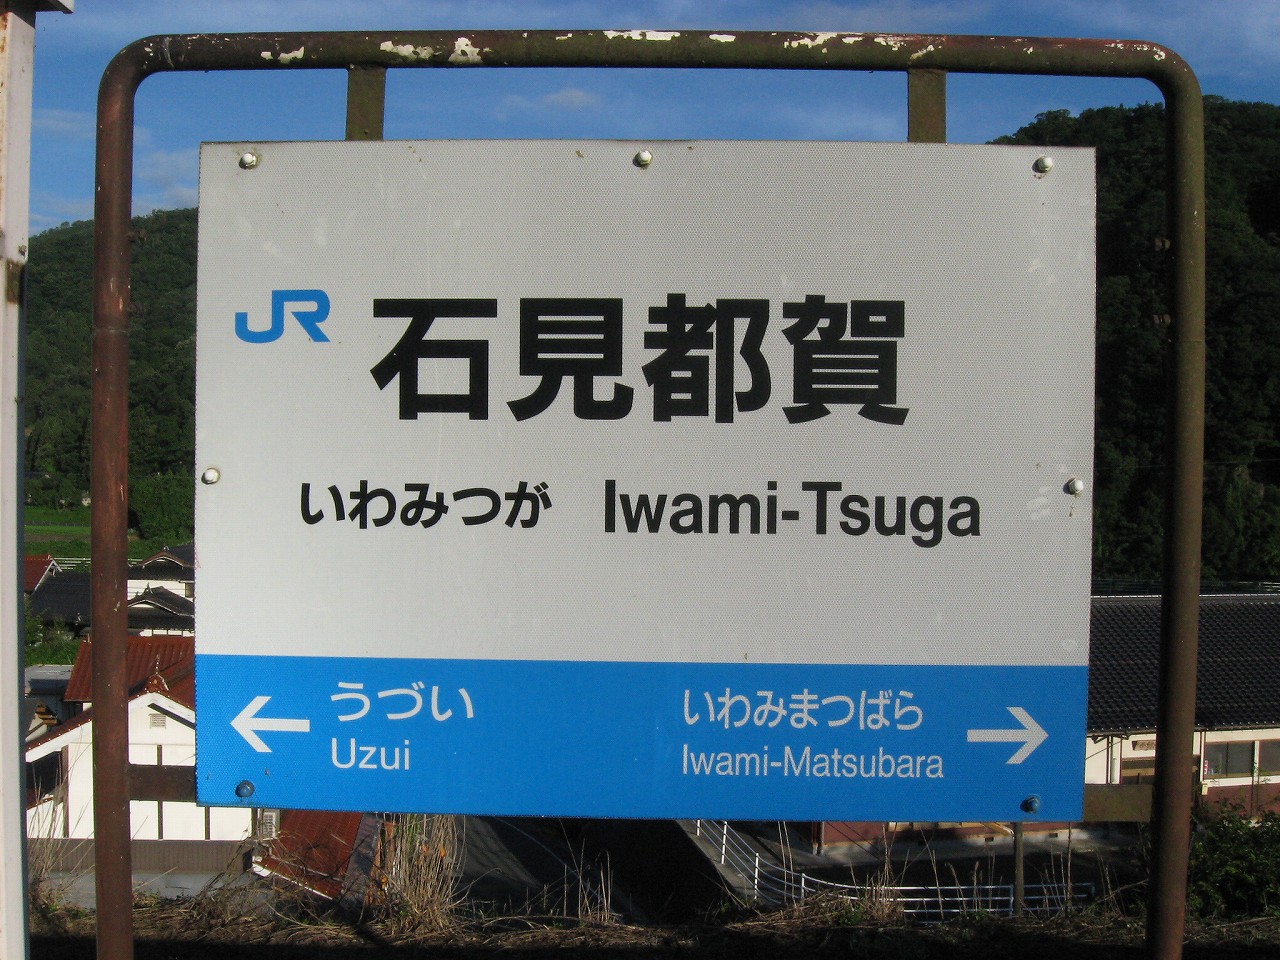 JR 石見都賀
いわみつが Iwami-Tsuga
← うづい いわみまつばら →
Uzui Iwami-Matsubara